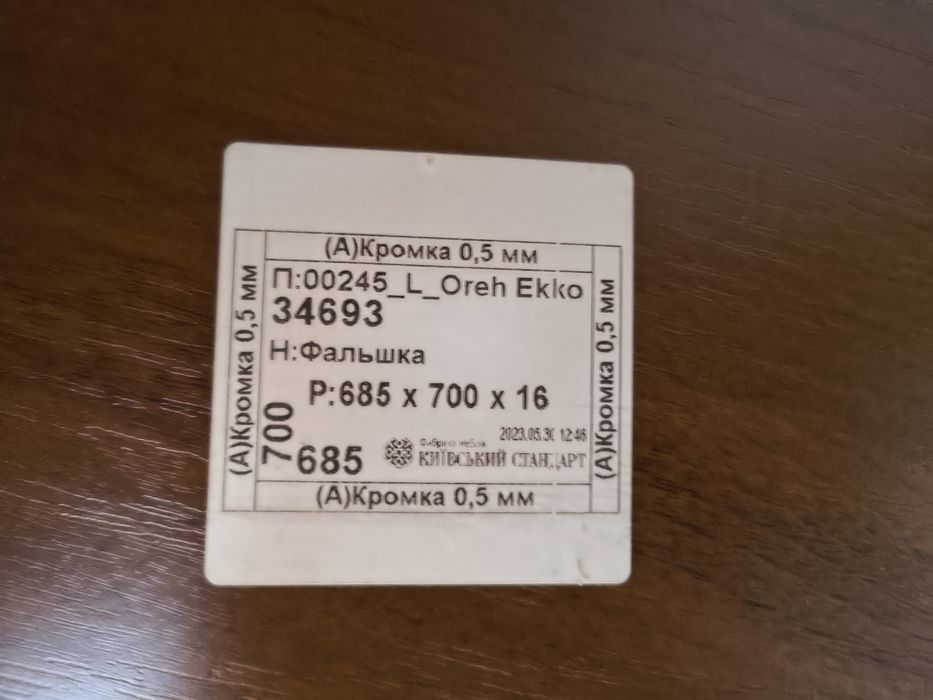 (А)Кромка 0,5 мм
(А)Кромка 0,5 мм
П:00245_L_Oreh Ekko
34693
Н:Фальшка
Р:685 x 700 x 16
700
685
2023.05.30 12:46
Фабрика меблів
КИЇВСЬКИЙ СТАНДАРТ
(А)Кромка 0,5 мм
(А)Кромка 0,5 мм